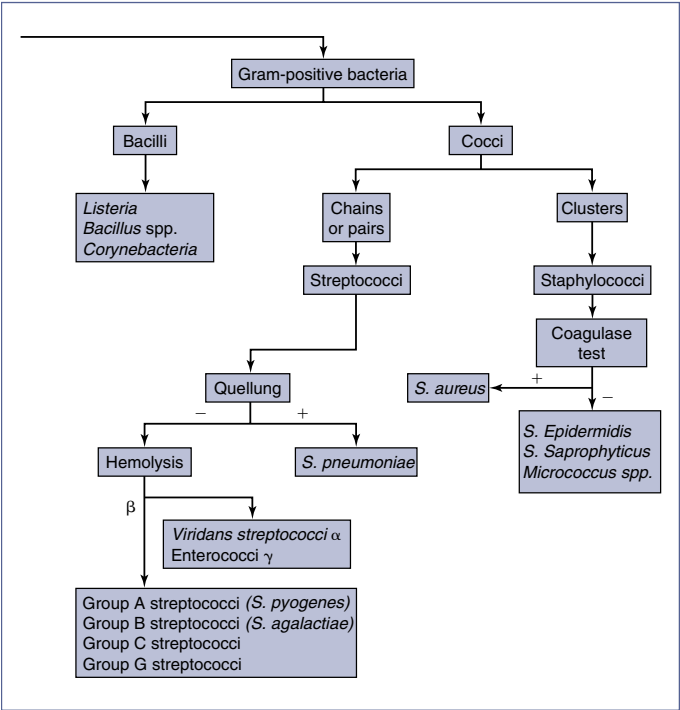 Gram-positive bacteria
Bacilli
Cocci
Listeria
Bacillus spp.
Corynebacteria
Chains
or pairs
Clusters
Streptococci
Staphylococci
Coagulase
test
Quellung
S. aureus
+
−
−
+
S. Epidermidis
S. Saprophyticus
Micrococcus spp.
Hemolysis
S. pneumoniae
β
Viridans streptococci α
Enterococci γ
Group A streptococci (S. pyogenes)
Group B streptococci (S. agalactiae)
Group C streptococci
Group G streptococci